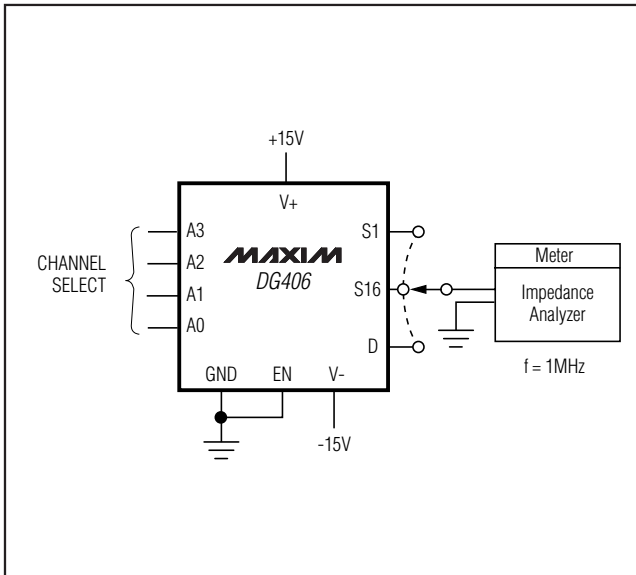 +15V
V+
A3
A2
A1
A0
CHANNEL
SELECT
MAXIM
DG406
S1
S16
D
GND
EN
V-
-15V
Meter
Impedance
Analyzer
f = 1MHz